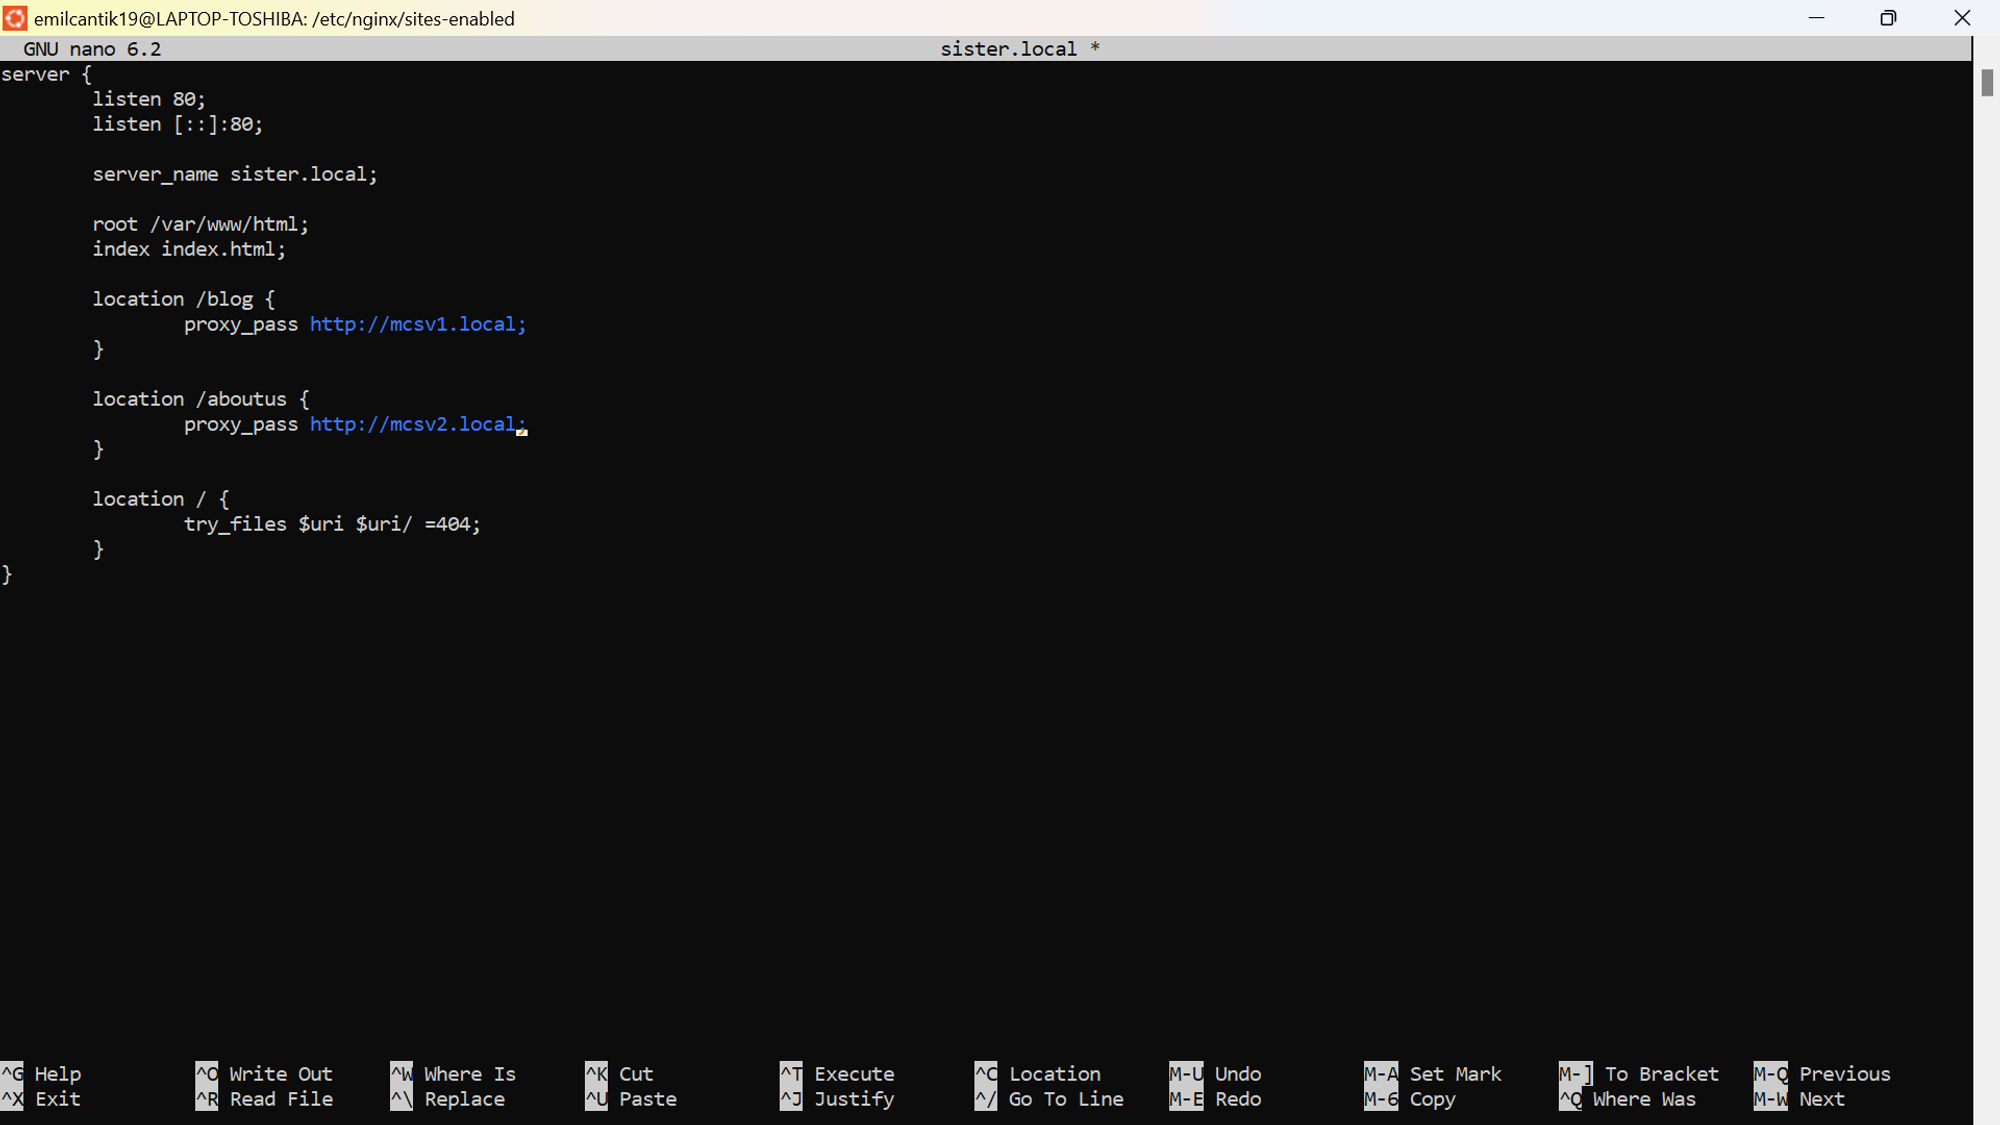 emilcantik19@LAPTOP-TOSHIBA: /etc/nginx/sites-enabled
GNU nano 6.2 sister.local *
server {
listen 80;
listen [::]:80;
server_name sister.local;
root /var/www/html;
index index.html;
location /blog {
proxy_pass http://mcsv1.local;
}
location /aboutus {
proxy_pass http://mcsv2.local;
}
location / {
try_files $uri $uri/ =404;
}
}
^G Help ^O Write Out ^W Where Is ^K Cut ^T Execute ^C Location M-U Undo M-A Set Mark M-] To Bracket M-Q Previous
^X Exit ^R Read File ^\ Replace ^U Paste ^J Justify ^/ Go To Line M-E Redo M-6 Copy ^Q Where Was M-W Next